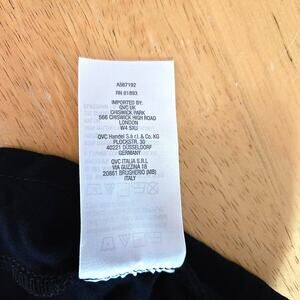 A567192
RN 81893
IMPORTED BY:
QVC UK
CHISWICK PARK
566 CHISWICK HIGH ROAD
LONDON
W4 5XU
QVC Handel S.à r.l. & Co. KG
PLOCKSTR. 30
40221 DÜSSELDORF
GERMANY
QVC ITALIA S.R.L
VIA GUZZINA 18
20861 BRUGHERIO (MB)
ITALY